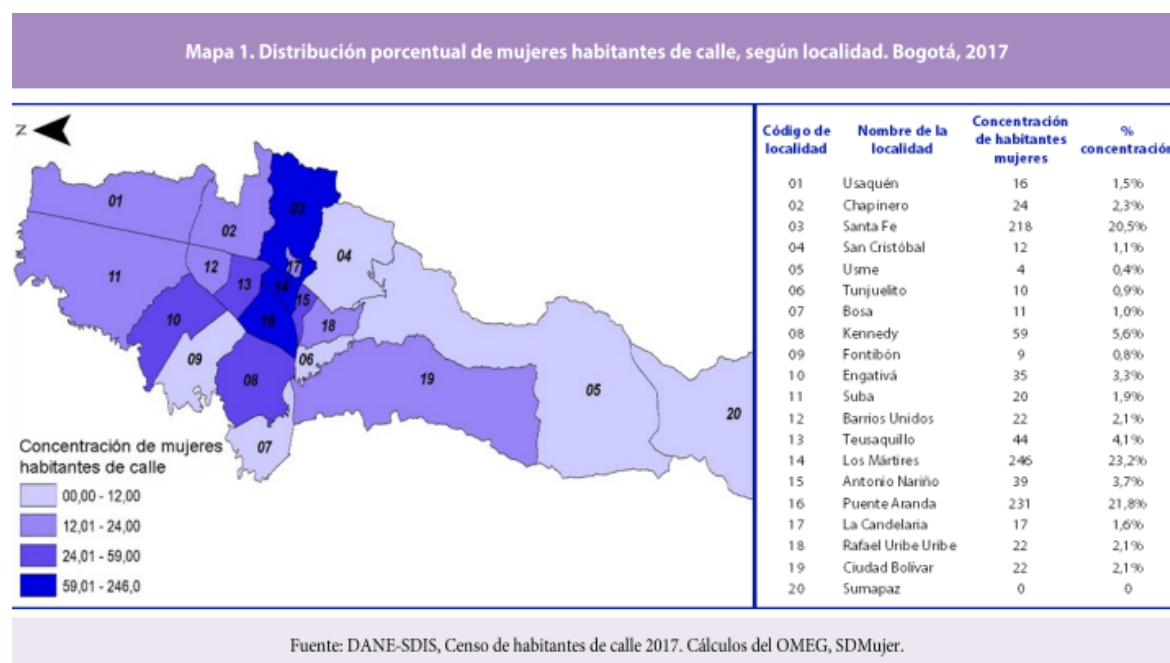 Mapa 1. Distribución porcentual de mujeres habitantes de calle, según localidad. Bogotá, 2017
N
01
02
03
04
05
06
07
08
09
10
11
12
13
14
15
16
17
18
19
20
Concentración de mujeres
habitantes de calle
00,00 - 12,00
12,01 - 24,00
24,01 - 59,00
59,01 - 246,0
Código de localidad Nombre de la localidad Concentración de habitantes mujeres % concentración
01 Usaquén 16 1,5%
02 Chapinero 24 2,3%
03 Santa Fe 218 20,5%
04 San Cristóbal 12 1,1%
05 Usme 4 0,4%
06 Tunjuelito 10 0,9%
07 Bosa 11 1,0%
08 Kennedy 59 5,6%
09 Fontibón 9 0,8%
10 Engativá 35 3,3%
11 Suba 20 1,9%
12 Barrios Unidos 22 2,1%
13 Teusaquillo 44 4,1%
14 Los Mártires 246 23,2%
15 Antonio Nariño 39 3,7%
16 Puente Aranda 231 21,8%
17 La Candelaria 17 1,6%
18 Rafael Uribe Uribe 22 2,1%
19 Ciudad Bolívar 22 2,1%
20 Sumapaz 0 0
Fuente: DANE-SDIS, Censo de habitantes de calle 2017. Cálculos del OMEG, SDMujer.